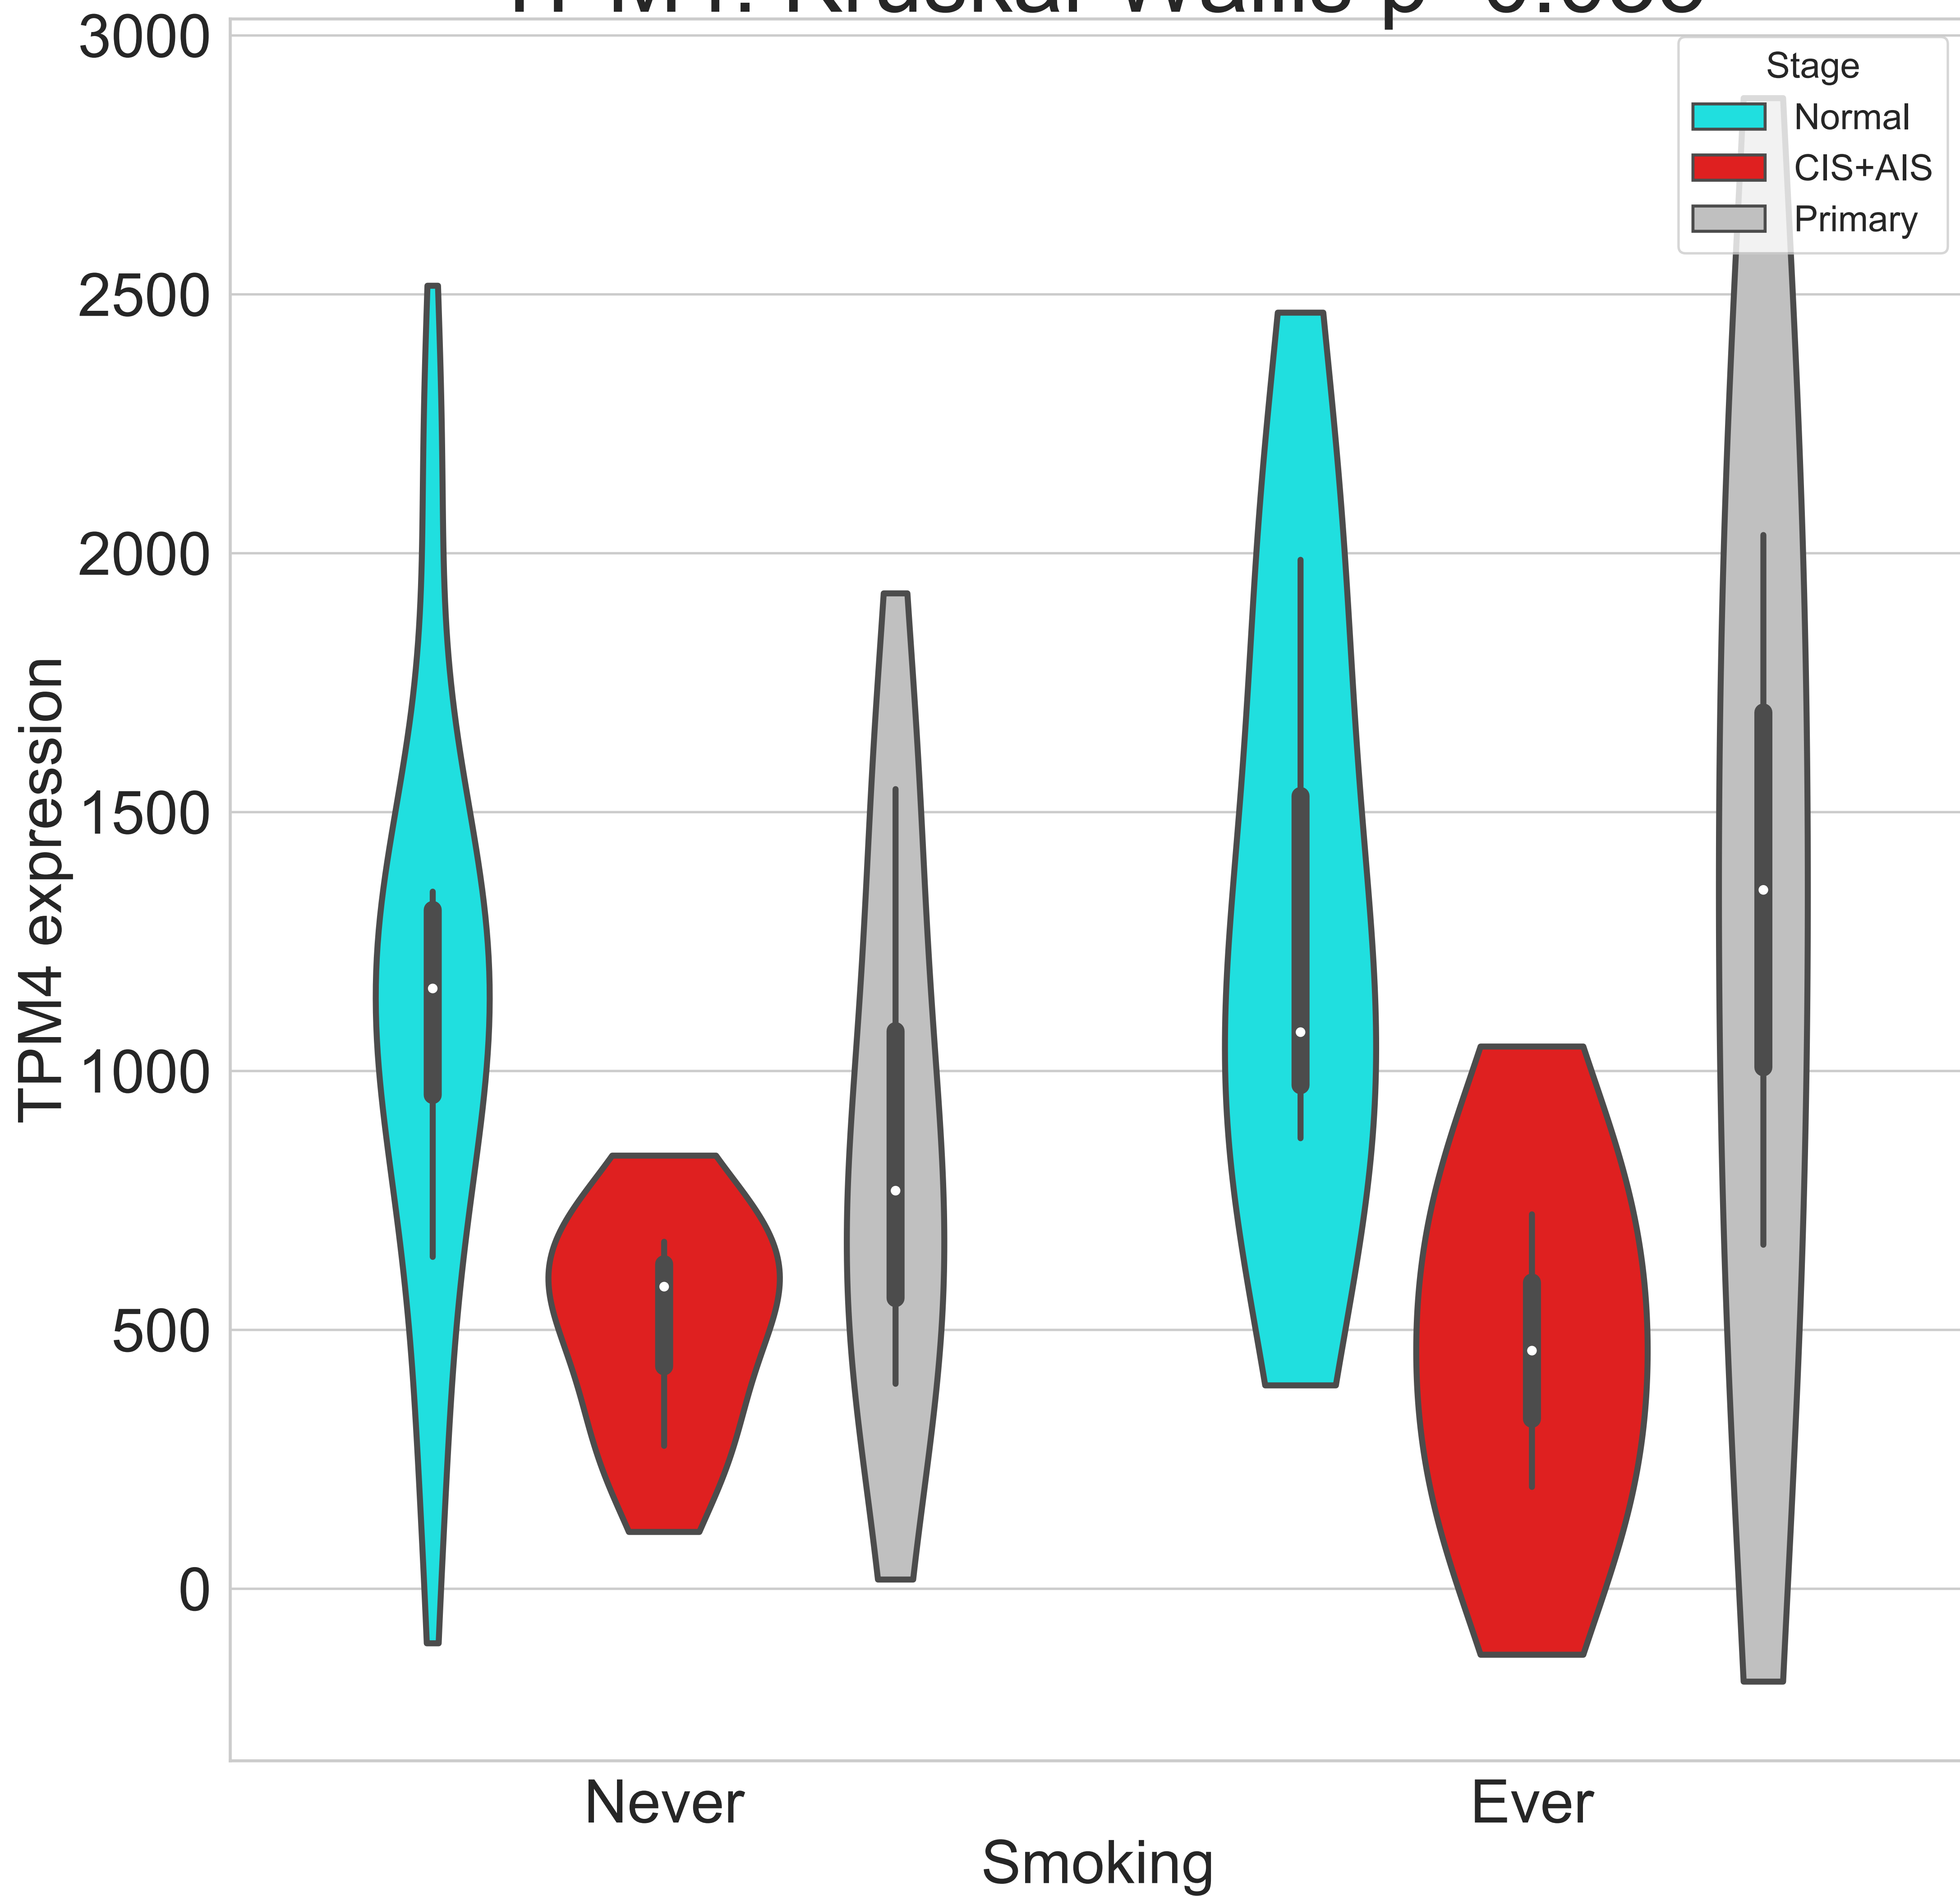 3000
2500
2000
1500
1000
500
0
TPM4 expression
Stage
Normal
CIS+AIS
Primary
Never
Ever
Smoking